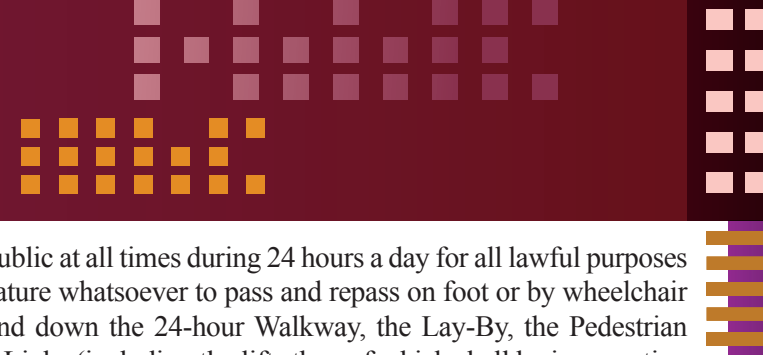 ublic at all times during 24 hours a day for all lawful purposes
ature whatsoever to pass and repass on foot or by wheelchair
nd down the 24-hour Walkway, the Lay-By, the Pedestrian